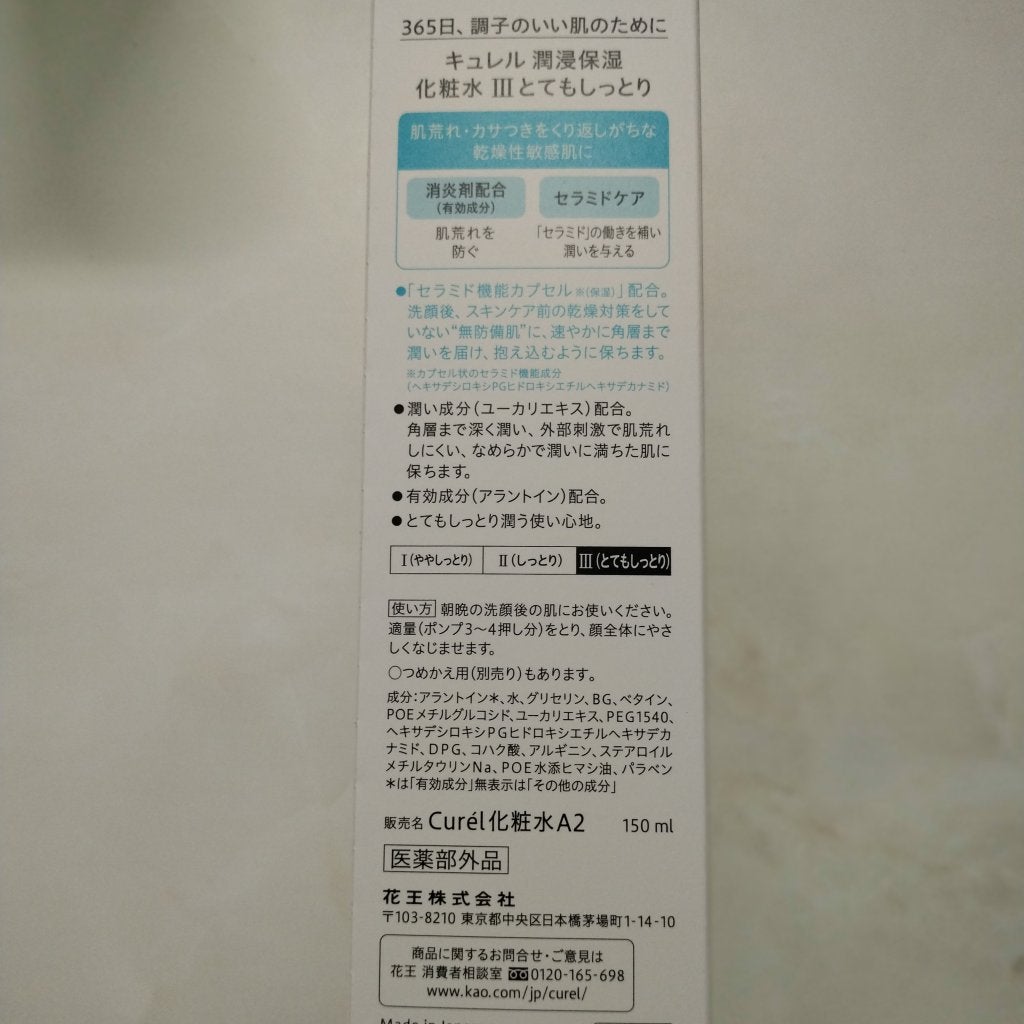 365日、調子のいい肌のために
キュレル 潤浸保湿
化粧水 Ⅲとてもしっとり
肌荒れ・カサつきをくり返しがちな
乾燥性敏感肌に
消炎剤配合
(有効成分)
肌荒れを
防ぐ
セラミドケア
「セラミド」の働きを補い
潤いを与える
●「セラミド機能カプセル※(保湿)」配合。
洗顔後、スキンケア前の乾燥対策をして
いない“無防備肌”に、速やかに角層まで
潤いを届け、抱え込むように保ちます。
※カプセル状のセラミド機能成分
(ヘキサデシロキシPGヒドロキシエチルヘキサデカナミド)
●潤い成分(ユーカリエキス)配合。
角層まで深く潤い、外部刺激で肌荒れ
しにくい、なめらかで潤いに満ちた肌に
保ちます。
●有効成分(アラントイン)配合。
●とてもしっとり潤う使い心地。
Ⅰ(ややしっとり) Ⅱ(しっとり) Ⅲ(とてもしっとり)
使い方 朝晩の洗顔後の肌にお使いください。
適量(ポンプ3〜4押し分)をとり、顔全体にやさ
しくなじませます。
○つめかえ用(別売り)もあります。
成分:アラントイン*、水、グリセリン、BG、ベタイン、
POEメチルグルコシド、ユーカリエキス、PEG1540、
ヘキサデシロキシPGヒドロキシエチルヘキサデカ
ナミド、DPG、コハク酸、アルギニン、ステアロイル
メチルタウリンNa、POE水添ヒマシ油、パラベン
*は「有効成分」無表示は「その他の成分」
販売名 Curél化粧水A2 150 ml
医薬部外品
花王株式会社
〒103-8210 東京都中央区日本橋茅場町1-14-10
商品に関するお問合せ・ご意見は
花王 消費者相談室 0120-165-698
www.kao.com/jp/curel/